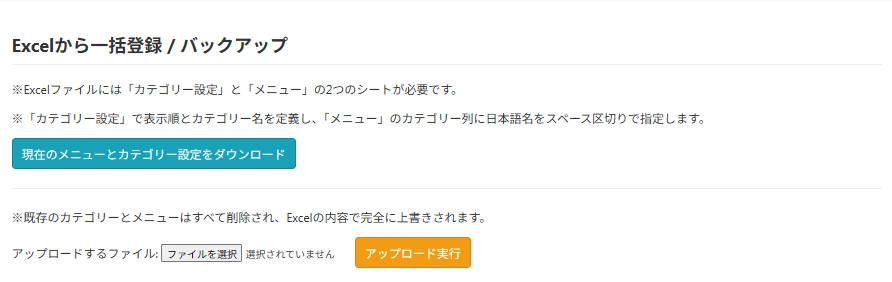 Excelから一括登録 / バックアップ
※Excelファイルには「カテゴリー設定」と「メニュー」の2つのシートが必要です。
※「カテゴリー設定」で表示順とカテゴリー名を定義し、「メニュー」のカテゴリー列に日本語名をスペース区切りで指定します。
現在のメニューとカテゴリー設定をダウンロード
※既存のカテゴリーとメニューはすべて削除され、Excelの内容で完全に上書きされます。
アップロードするファイル: ファイルを選択 選択されていません アップロード実行